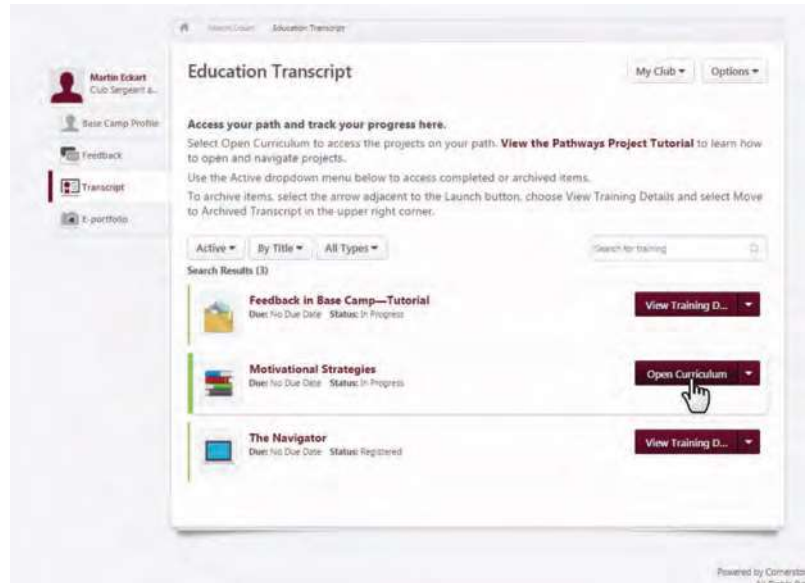 Martin Eckart Education Transcript
Martin Eckart
Club Sergeant a...
Base Camp Profile
Feedback
Transcript
E-portfolio
Education Transcript
My Club
Options
Access your path and track your progress here.
Select Open Curriculum to access the projects on your path. View the Pathways Project Tutorial to learn how
to open and navigate projects.
Use the Active dropdown menu below to access completed or archived items.
To archive items, select the arrow adjacent to the Launch button, choose View Training Details and select Move
to Archived Transcript in the upper right corner.
Active By Title All Types Search for training
Search Results (3)
Feedback in Base Camp—Tutorial
Due: No Due Date Status: In Progress
View Training D...
Motivational Strategies
Due: No Due Date Status: In Progress
Open Curriculum
The Navigator
Due: No Due Date Status: Registered
View Training D...
Powered by